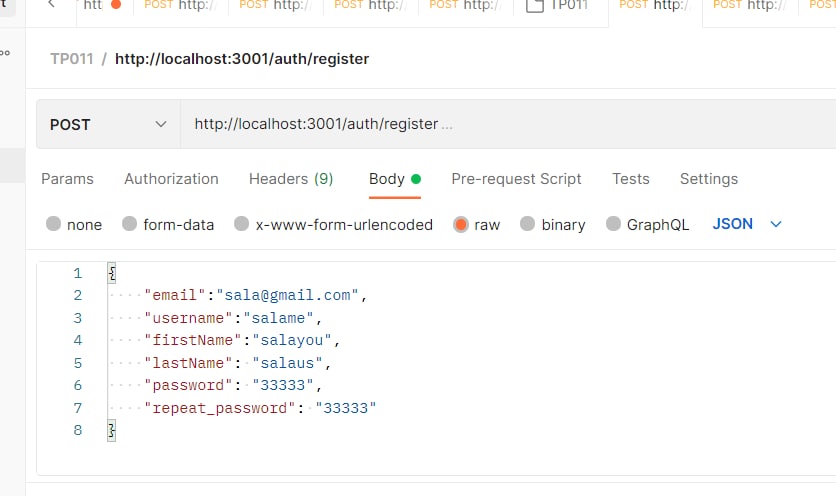 htt POST http:/ POST http:/ POST http:/ POST http:/ TP011 POST http:/ POST http:/ POST
TP011 / http://localhost:3001/auth/register
POST http://localhost:3001/auth/register ...
Params Authorization Headers (9) Body Pre-request Script Tests Settings
none form-data x-www-form-urlencoded raw binary GraphQL JSON
1 {
2 "email":"sala@gmail.com",
3 "username":"salame",
4 "firstName":"salayou",
5 "lastName": "salaus",
6 "password": "33333",
7 "repeat_password": "33333"
8 }